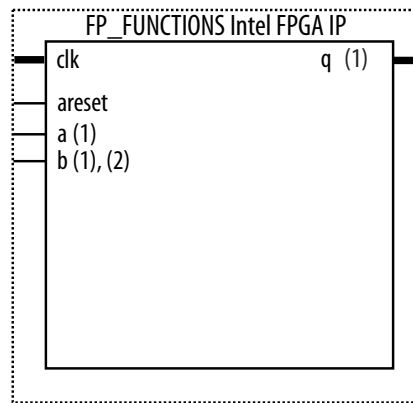 FP_FUNCTIONS Intel FPGA IP
clk q (1)
areset
a (1)
b (1), (2)